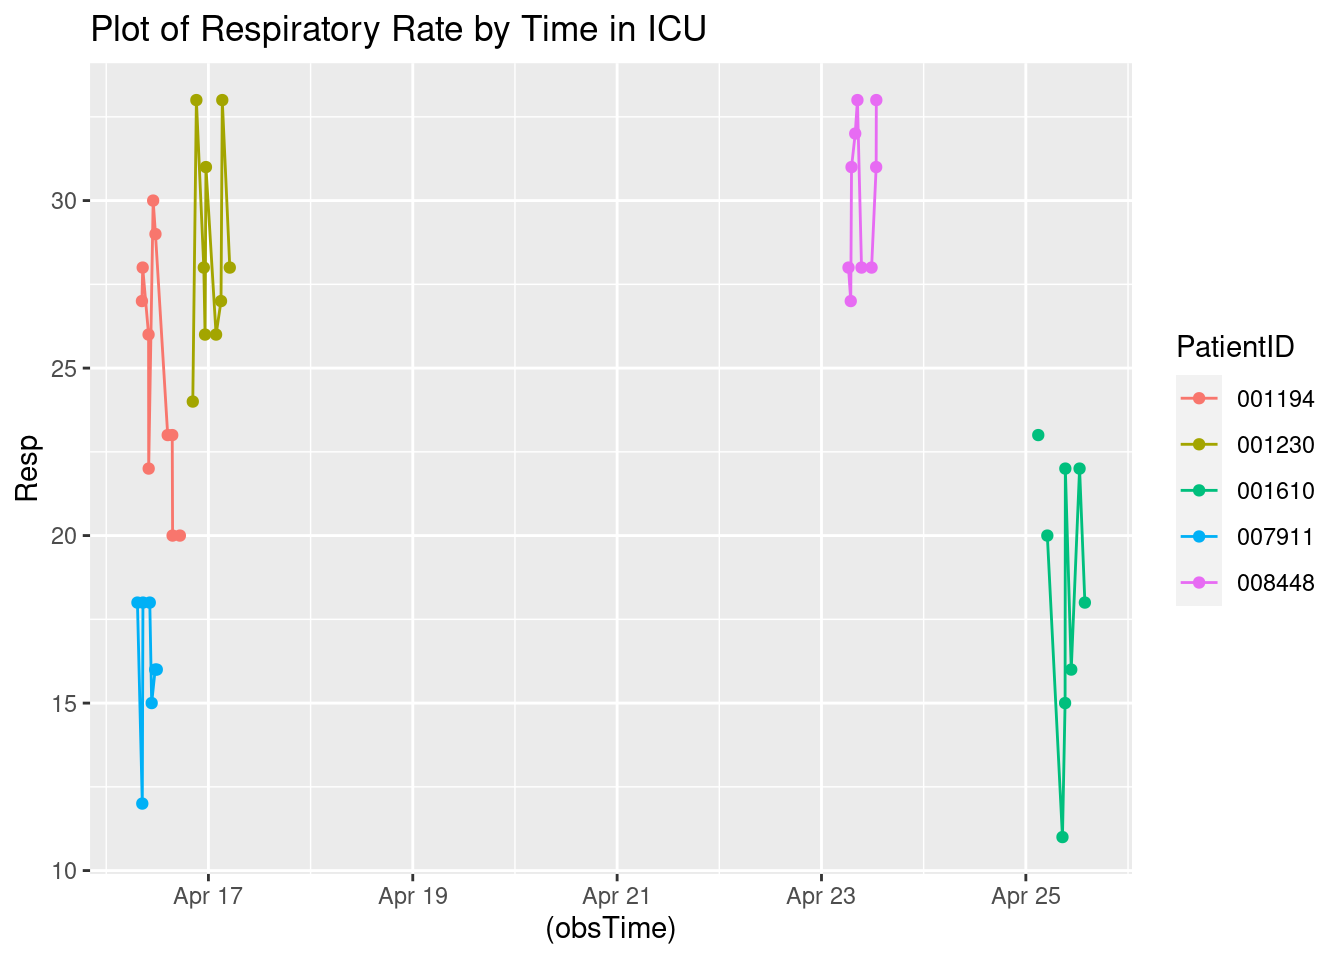 Plot of Respiratory Rate by Time in ICU
Resp
30
25
20
15
10
Apr 17
Apr 19
Apr 21
Apr 23
Apr 25
(obsTime)
PatientID
001194
001230
001610
007911
008448